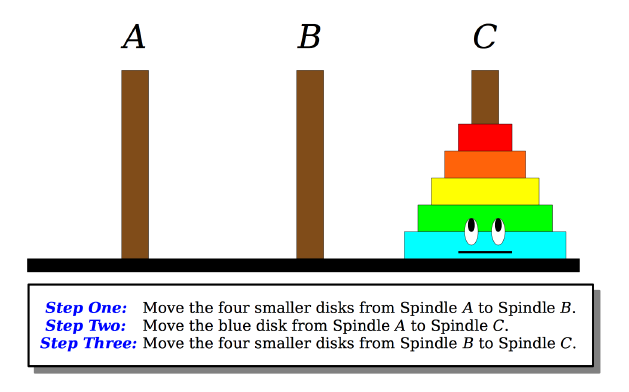 A B C
Step One: Move the four smaller disks from Spindle A to Spindle B.
Step Two: Move the blue disk from Spindle A to Spindle C.
Step Three: Move the four smaller disks from Spindle B to Spindle C.